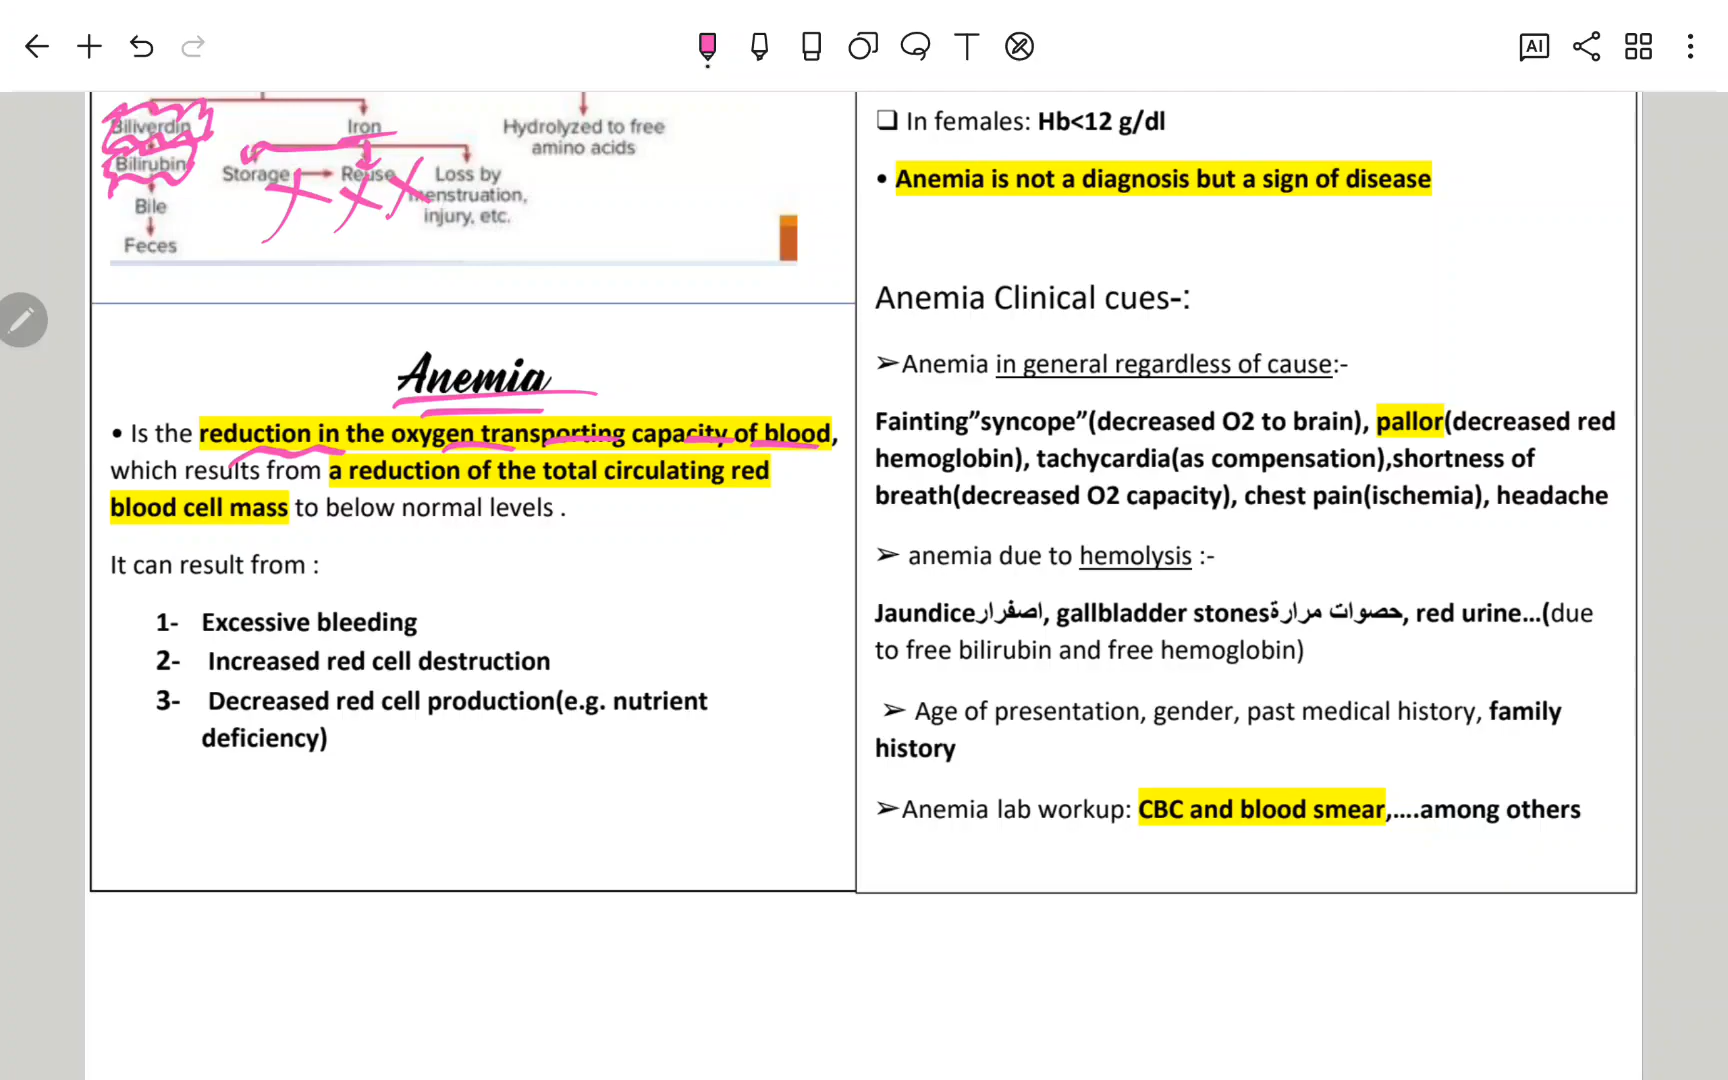 AI
Biliverdin
Iron
Hydrolyzed to free
amino acids
Bilirubin
Storage
Reuse
Loss by
menstruation,
injury, etc.
Bile
Feces
Anemia
• Is the reduction in the oxygen transporting capacity of blood,
which results from a reduction of the total circulating red
blood cell mass to below normal levels .
It can result from :
1- Excessive bleeding
2- Increased red cell destruction
3- Decreased red cell production(e.g. nutrient
deficiency)
❑ In females: Hb<12 g/dl
• Anemia is not a diagnosis but a sign of disease
Anemia Clinical cues-:
➢Anemia in general regardless of cause:-
Fainting”syncope”(decreased O2 to brain), pallor(decreased red
hemoglobin), tachycardia(as compensation),shortness of
breath(decreased O2 capacity), chest pain(ischemia), headache
➢ anemia due to hemolysis :-
Jaundiceاصفرار, gallbladder stonesحصوات مرارة, red urine...(due
to free bilirubin and free hemoglobin)
➢ Age of presentation, gender, past medical history, family
history
➢Anemia lab workup: CBC and blood smear,....among others